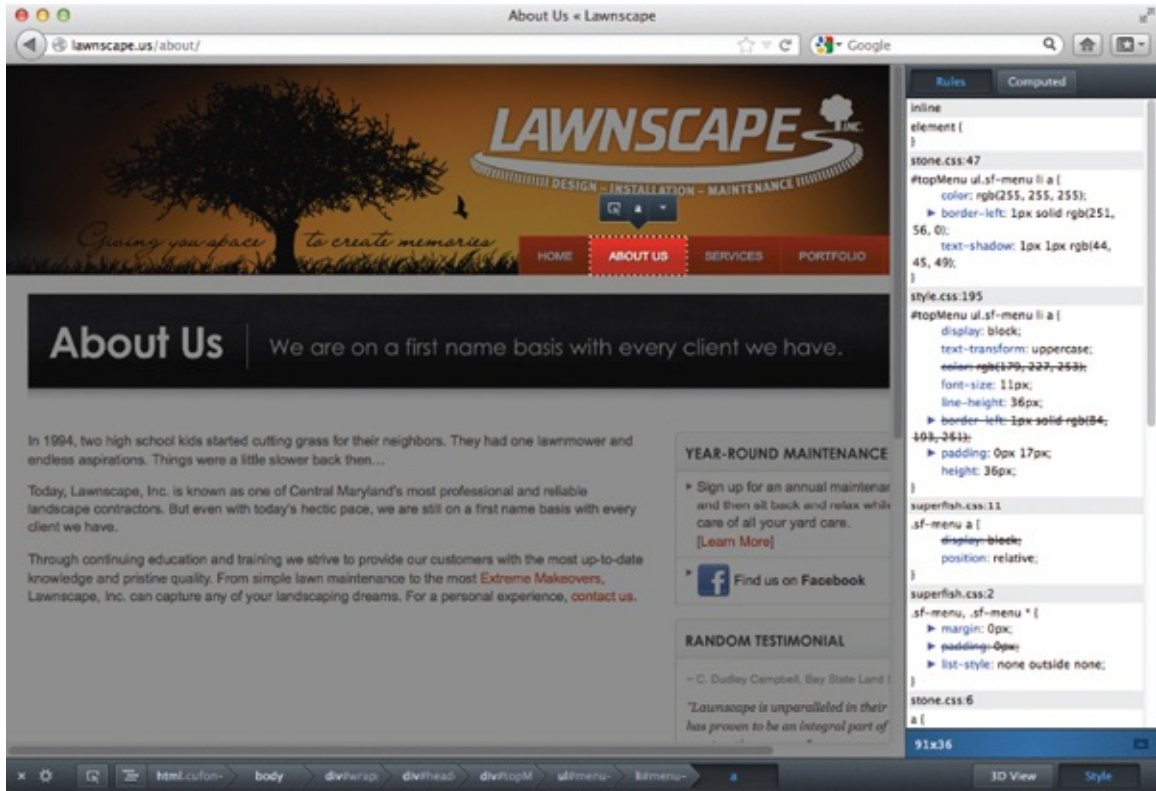 About Us « Lawnscape
lawnscape.us/about/
Google
Rules
Computed
LAWNSCAPE INC.
DESIGN – INSTALLATION – MAINTENANCE
a
Giving you space to create memories
HOME
ABOUT US
SERVICES
PORTFOLIO
About Us
We are on a first name basis with every client we have.
In 1994, two high school kids started cutting grass for their neighbors. They had one lawnmower and
endless aspirations. Things were a little slower back then...
Today, Lawnscape, Inc. is known as one of Central Maryland's most professional and reliable
landscape contractors. But even with today's hectic pace, we are still on a first name basis with every
client we have.
Through continuing education and training we strive to provide our customers with the most up-to-date
knowledge and pristine quality. From simple lawn maintenance to the most Extreme Makeovers,
Lawnscape, Inc. can capture any of your landscaping dreams. For a personal experience, contact us.
YEAR-ROUND MAINTENANCE
Sign up for an annual maintenan
and then sit back and relax while
care of all your yard care.
[Learn More]
Find us on Facebook
RANDOM TESTIMONIAL
~ C. Dudley Campbell, Bay State Land
"Lawnscape is unparalleled in their
has proven to be an integral part of
inline
element {
}
stone.css:47
#topMenu ul.sf-menu li a {
color: rgb(255, 255, 255);
border-left: 1px solid rgb(251,
56, 0);
text-shadow: 1px 1px rgb(44,
45, 49);
}
style.css:195
#topMenu ul.sf-menu li a {
display: block;
text-transform: uppercase;
color: rgb(179, 227, 253);
font-size: 11px;
line-height: 36px;
border-left: 1px solid rgb(84,
193, 251);
padding: 0px 17px;
height: 36px;
}
superfish.css:11
.sf-menu a {
display: block;
position: relative;
}
superfish.css:2
.sf-menu, .sf-menu * {
margin: 0px;
padding: 0px;
list-style: none outside none;
}
stone.css:6
a {
91x36
html.cufon-
body
div#wrap
div#head
div#topM
ul#menu-
li#menu-
a
3D View
Style